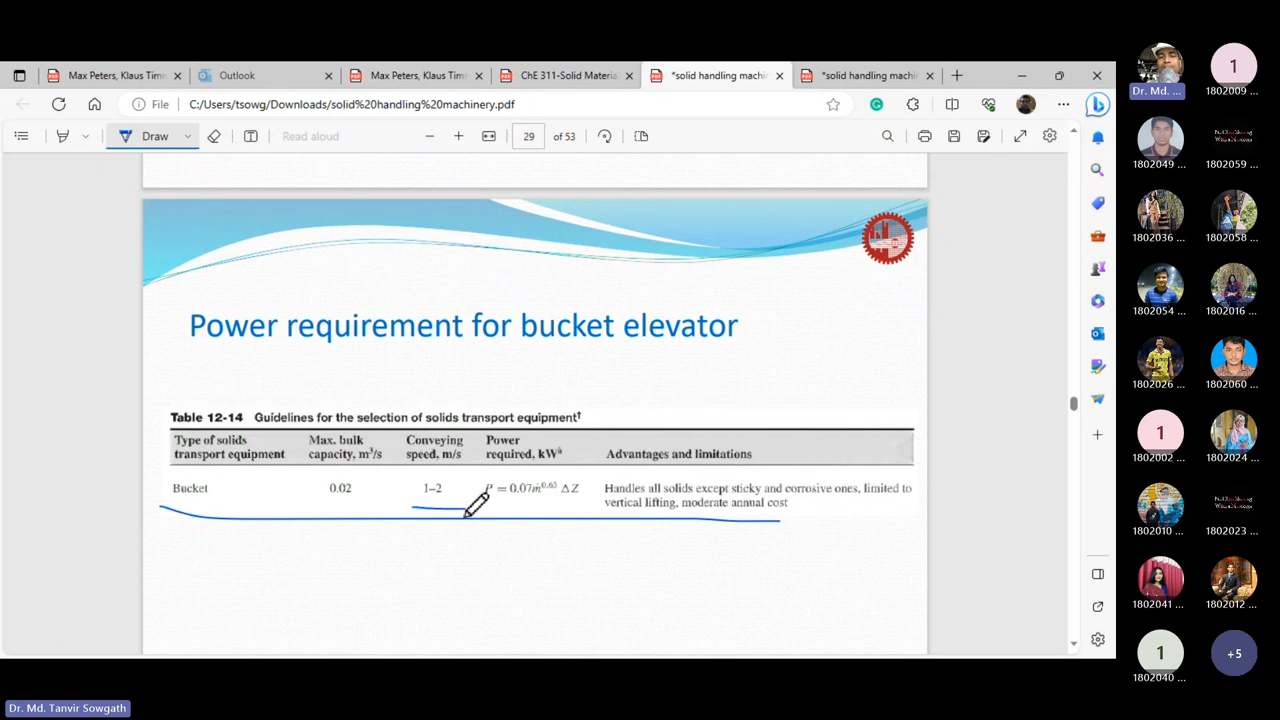 Max Peters, Klaus Timm
Outlook
Max Peters, Klaus Timm
ChE 311-Solid Materia
*solid handling machi
*solid handling machi
File
C:/Users/tsowg/Downloads/solid%20handling%20machinery.pdf
Draw
Read aloud
29
of 53
Power requirement for bucket elevator
Table 12-14 Guidelines for the selection of solids transport equipment†
Type of solids transport equipment
Max. bulk capacity, m³/s
Conveying speed, m/s
Power required, kW
Advantages and limitations
Bucket
0.02
1–2
P = 0.07ṁ^0.63 ΔZ
Handles all solids except sticky and corrosive ones, limited to
vertical lifting, moderate annual cost
Dr. Md. ...
1
1802009 ...
1802049 ...
1802059 ...
1802036 ...
1802058 ...
1802054 ...
1802016 ...
1802026 ...
1802060 ...
1
1802002 ...
1802024 ...
1802010 ...
1802023 ...
1802041 ...
1802012 ...
1
1802040 ...
+5
Dr. Md. Tanvir Sowgath